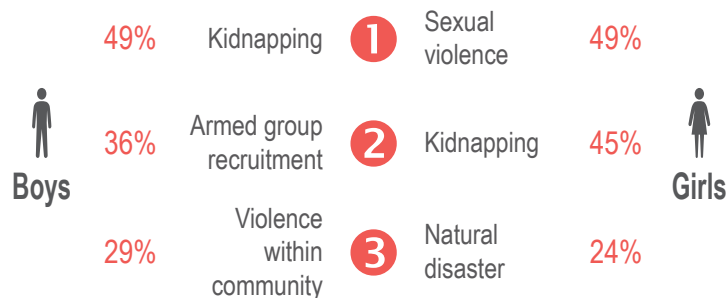 49% Kidnapping 1 Sexual violence 49%
Boys
36% Armed group recruitment 2 Kidnapping 45%
Girls
29% Violence within community 3 Natural disaster 24%